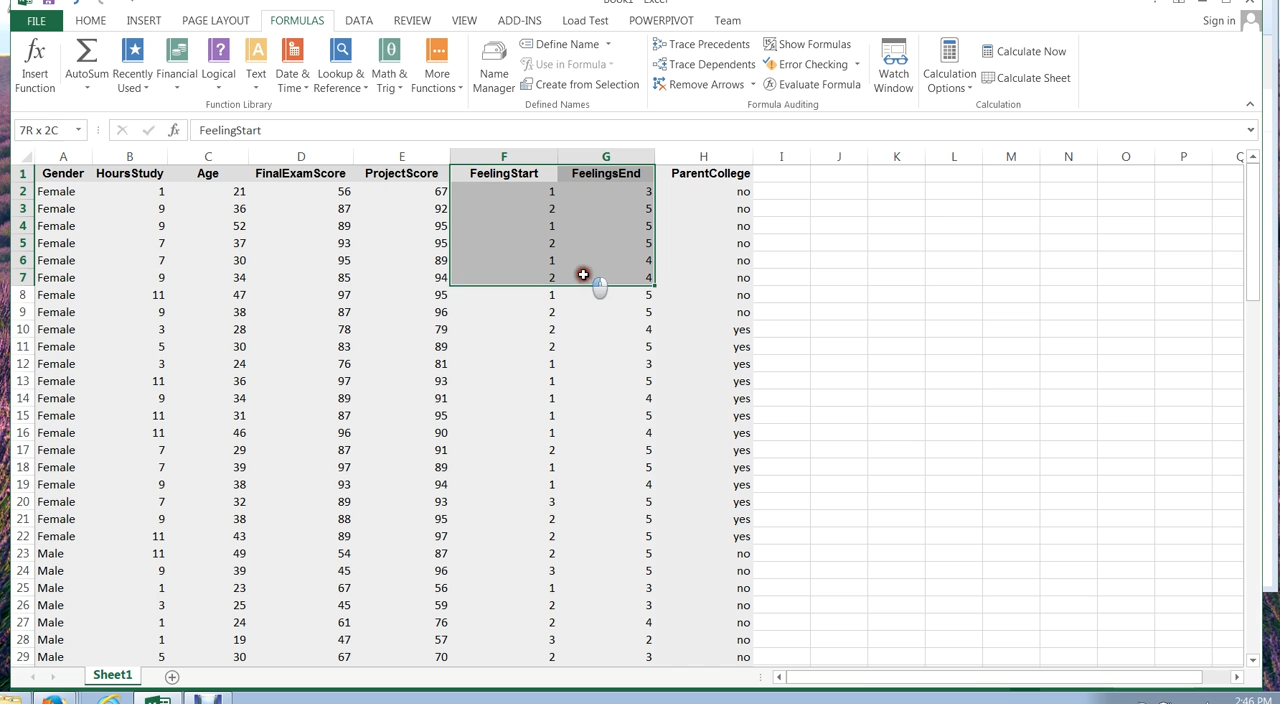 Book1 - Excel
FILE HOME INSERT PAGE LAYOUT FORMULAS DATA REVIEW VIEW ADD-INS Load Test POWERPIVOT Team Sign in
fx Insert Function
Σ AutoSum
Recently Used
Financial
? Logical
A Text
Date & Time
Lookup & Reference
θ Math & Trig
More Functions
Function Library
Name Manager
Define Name
Use in Formula
Create from Selection
Defined Names
Trace Precedents
Trace Dependents
Remove Arrows
Show Formulas
Error Checking
Evaluate Formula
Formula Auditing
Watch Window
Calculation Options
Calculate Now
Calculate Sheet
Calculation
7R x 2C fx FeelingStart
A B C D E F G H I J K L M N O P Q
1 Gender HoursStudy Age FinalExamScore ProjectScore FeelingStart FeelingsEnd ParentCollege
2 Female 1 21 56 67 1 3 no
3 Female 9 36 87 92 2 5 no
4 Female 9 52 89 95 1 5 no
5 Female 7 37 93 95 2 5 no
6 Female 7 30 95 89 1 4 no
7 Female 9 34 85 94 2 4 no
8 Female 11 47 97 95 1 5 no
9 Female 9 38 87 96 2 5 no
10 Female 3 28 78 79 2 4 yes
11 Female 5 30 83 89 2 5 yes
12 Female 3 24 76 81 1 3 yes
13 Female 11 36 97 93 1 5 yes
14 Female 9 34 89 91 1 4 yes
15 Female 11 31 87 95 1 5 yes
16 Female 11 46 96 90 1 4 yes
17 Female 7 29 87 91 2 5 yes
18 Female 7 39 97 89 1 5 yes
19 Female 9 38 93 94 1 4 yes
20 Female 7 32 89 93 3 5 yes
21 Female 9 38 88 95 2 5 yes
22 Female 11 43 89 97 2 5 yes
23 Male 11 49 54 87 2 5 no
24 Male 9 39 45 96 3 5 no
25 Male 1 23 67 56 1 3 no
26 Male 3 25 45 59 2 3 no
27 Male 1 24 61 76 2 4 no
28 Male 1 19 47 57 3 2 no
29 Male 5 30 67 70 2 3 no
Sheet1
2:46 PM